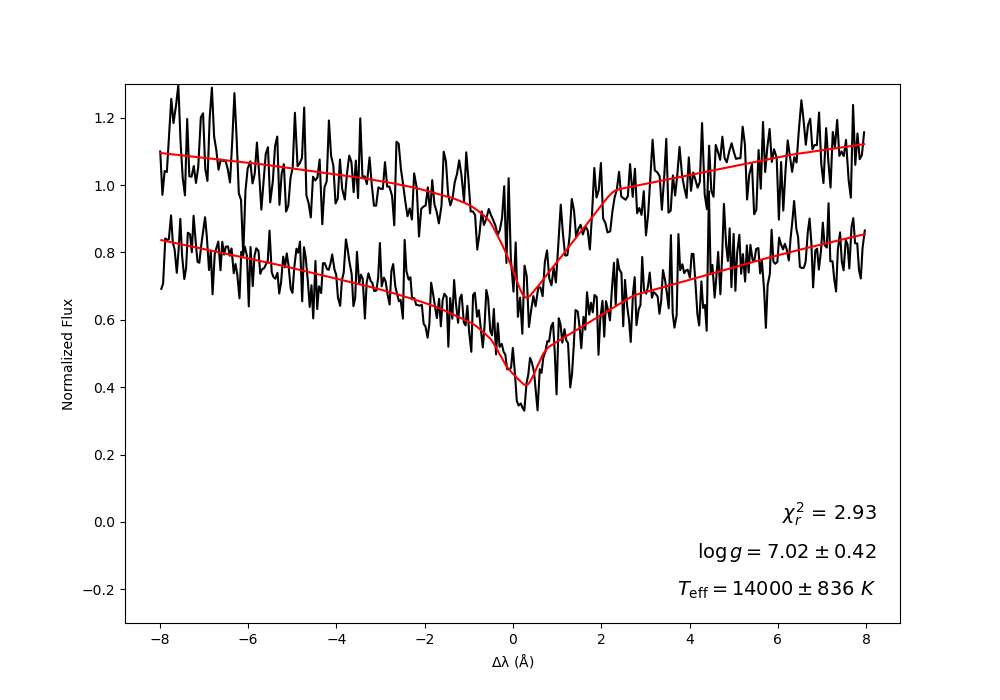 1.2
1.0
0.8
0.6
0.4
0.2
0.0
−0.2
Normalized Flux
χ²ᵣ = 2.93
log g = 7.02 ± 0.42
T_eff = 14000 ± 836 K
−8 −6 −4 −2 0 2 4 6 8
Δλ (Å)